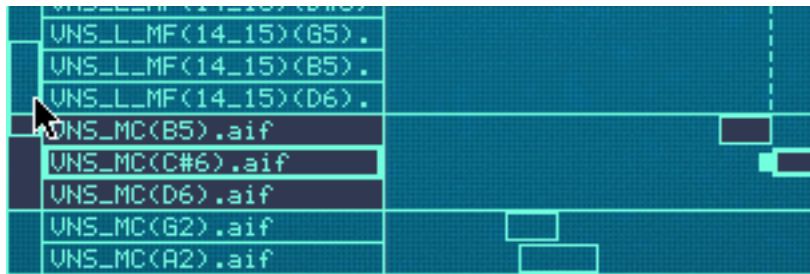 VNS_L_MF(14_15)(G5).
VNS_L_MF(14_15)(B5).
VNS_L_MF(14_15)(D6).
VNS_MC(B5).aif
VNS_MC(C#6).aif
VNS_MC(D6).aif
VNS_MC(G2).aif
VNS_MC(A2).aif